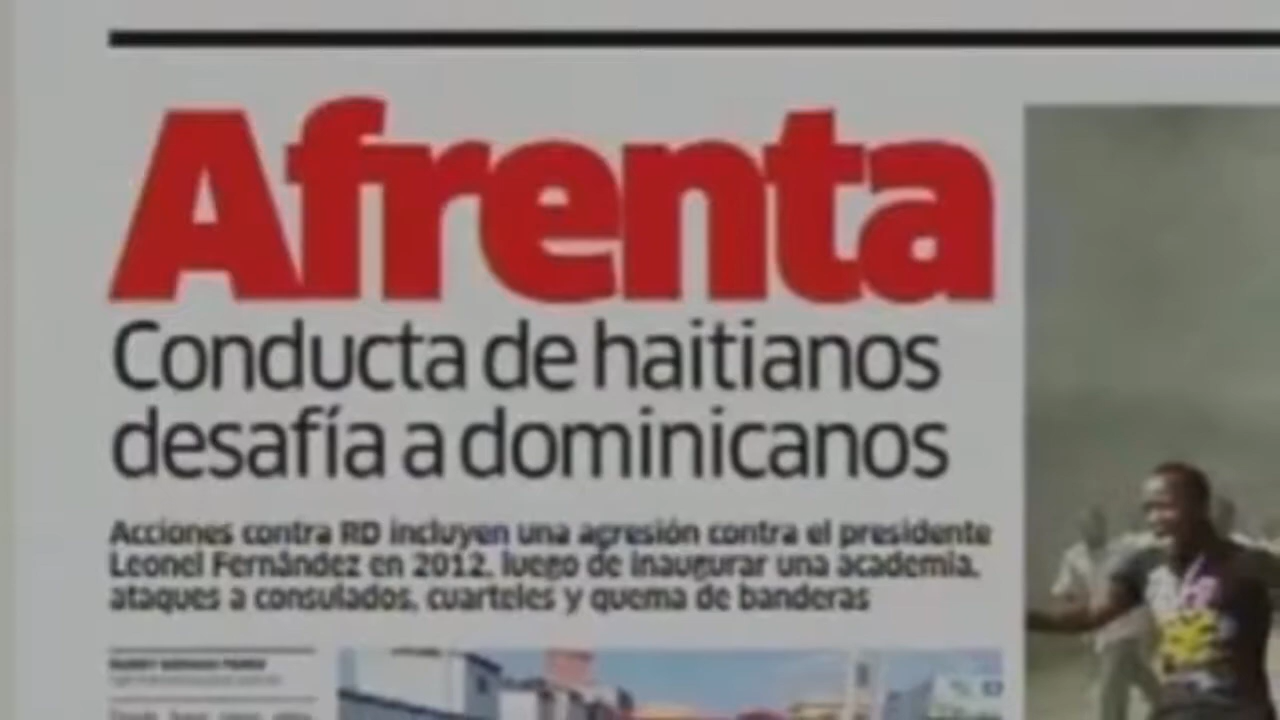 Afrenta
Conducta de haitianos
desafía a dominicanos
Acciones contra RD incluyen una agresión contra el presidente
Leonel Fernández en 2012, luego de inaugurar una academia,
ataques a consulados, cuarteles y quema de banderas